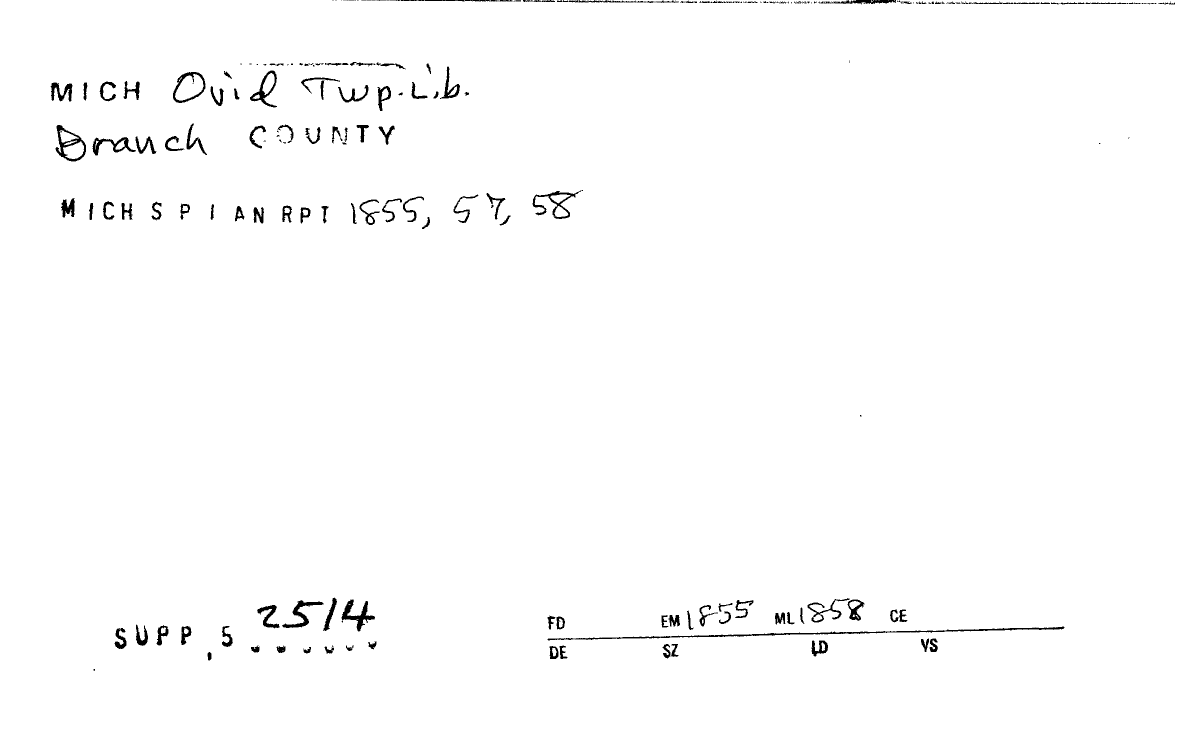 MICH Ovid Twp. Lib.
Branch COUNTY
MICH S P I AN RPT 1855, 57, 58
SUPP.5 2514
FD EM 1855 ML 1858 CE
DE SZ LD VS